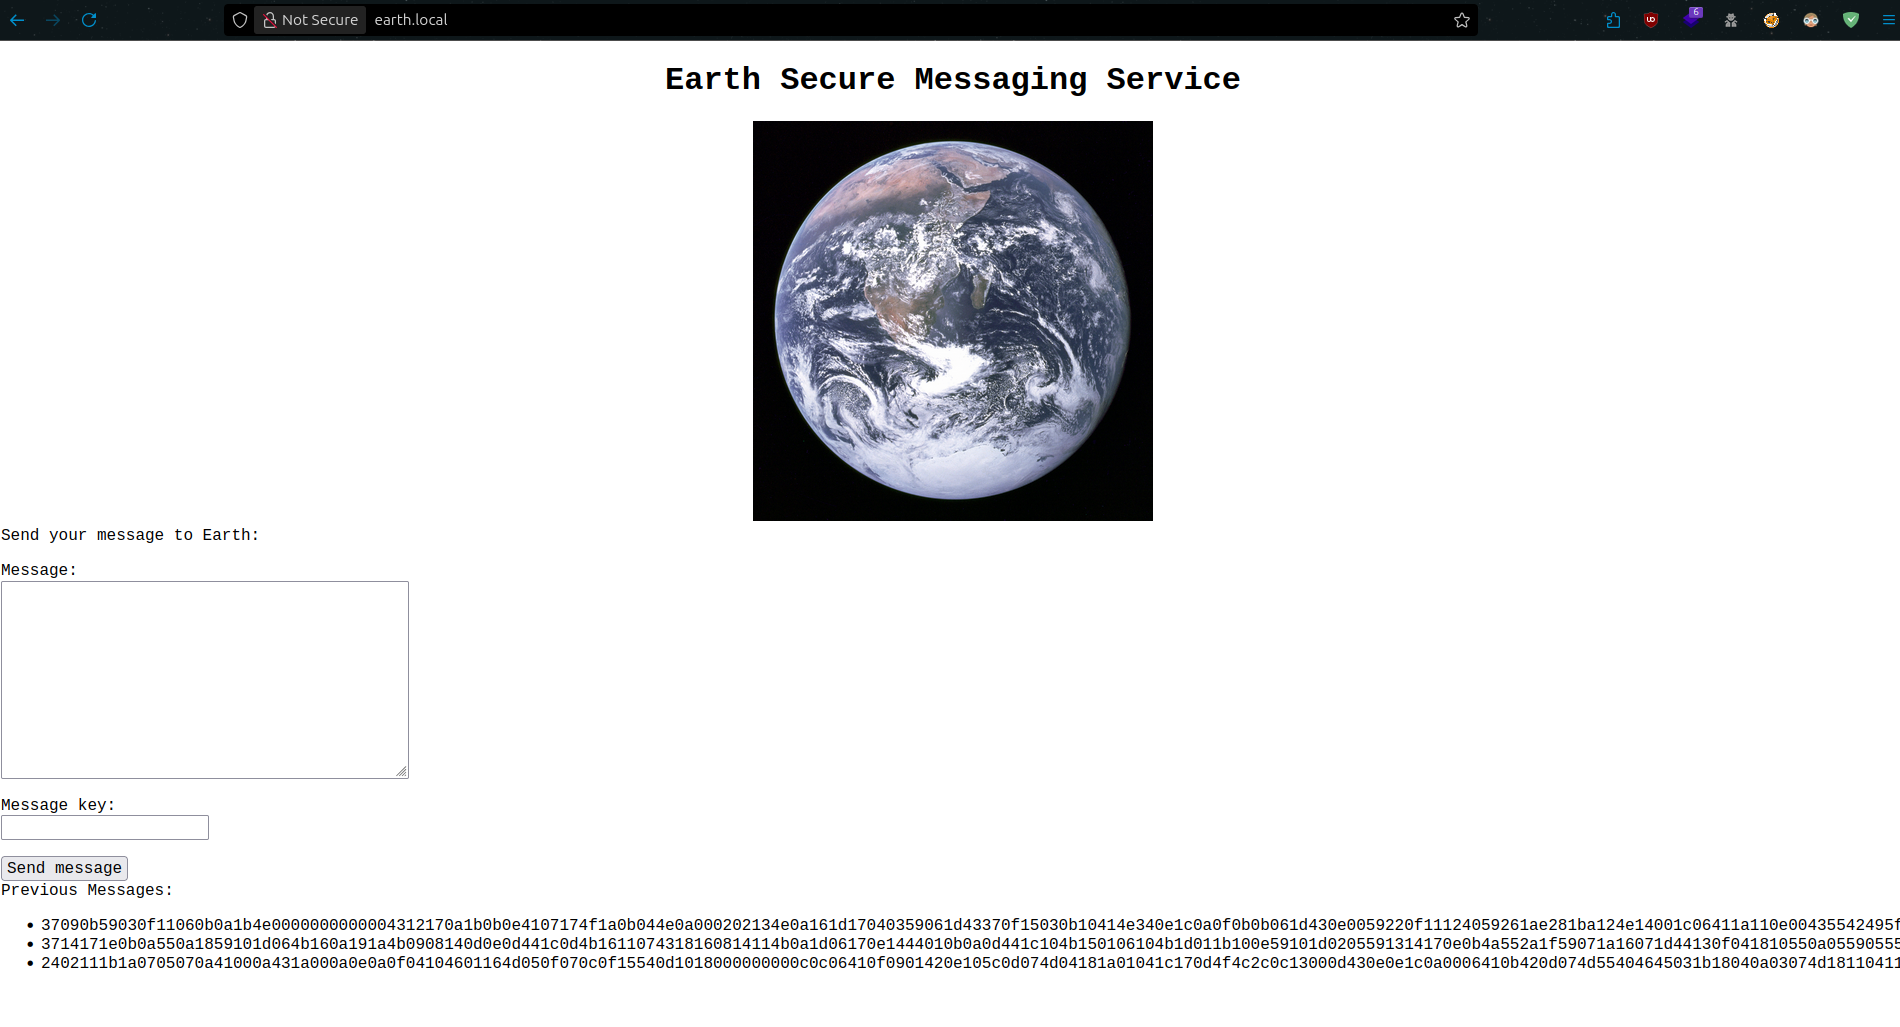 Not Secure earth.local 6
Earth Secure Messaging Service
Send your message to Earth:
Message:
Message key:
Send message
Previous Messages:
37090b59030f11060b0a1b4e0000000000004312170a1b0b0e4107174f1a0b044e0a000202134e0a161d17040359061d43370f15030b10414e340e1c0a0f0b0b061d430e0059220f11124059261ae281ba124e14001c06411a110e00435542495f
3714171e0b0a550a1859101d064b160a191a4b0908140d0e0d441c0d4b1611074318160814114b0a1d06170e1444010b0a0d441c104b150106104b1d011b100e59101d0205591314170e0b4a552a1f59071a16071d44130f041810550a05590555
2402111b1a0705070a41000a431a000a0e0a0f04104601164d050f070c0f15540d1018000000000c0c06410f0901420e105c0d074d04181a01041c170d4f4c2c0c13000d430e0e1c0a0006410b420d074d55404645031b18040a03074d18110411